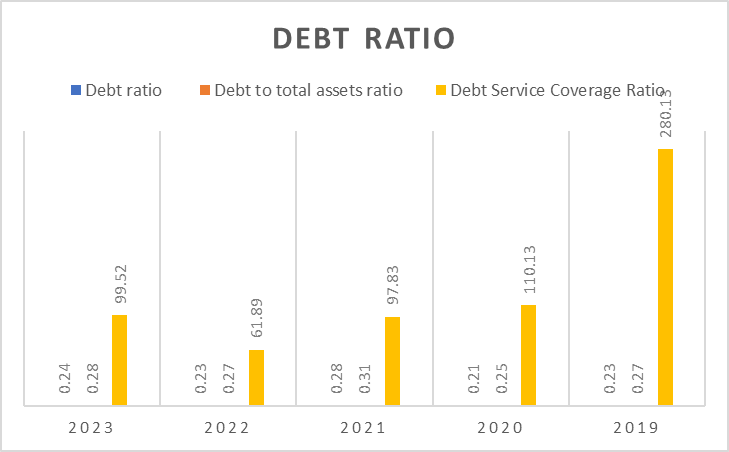 DEBT RATIO
Debt ratio Debt to total assets ratio Debt Service Coverage Ratio
0.24 0.28 99.52 0.23 0.27 61.89 0.28 0.31 97.83 0.21 0.25 110.13 0.23 0.27 280.13
2023 2022 2021 2020 2019